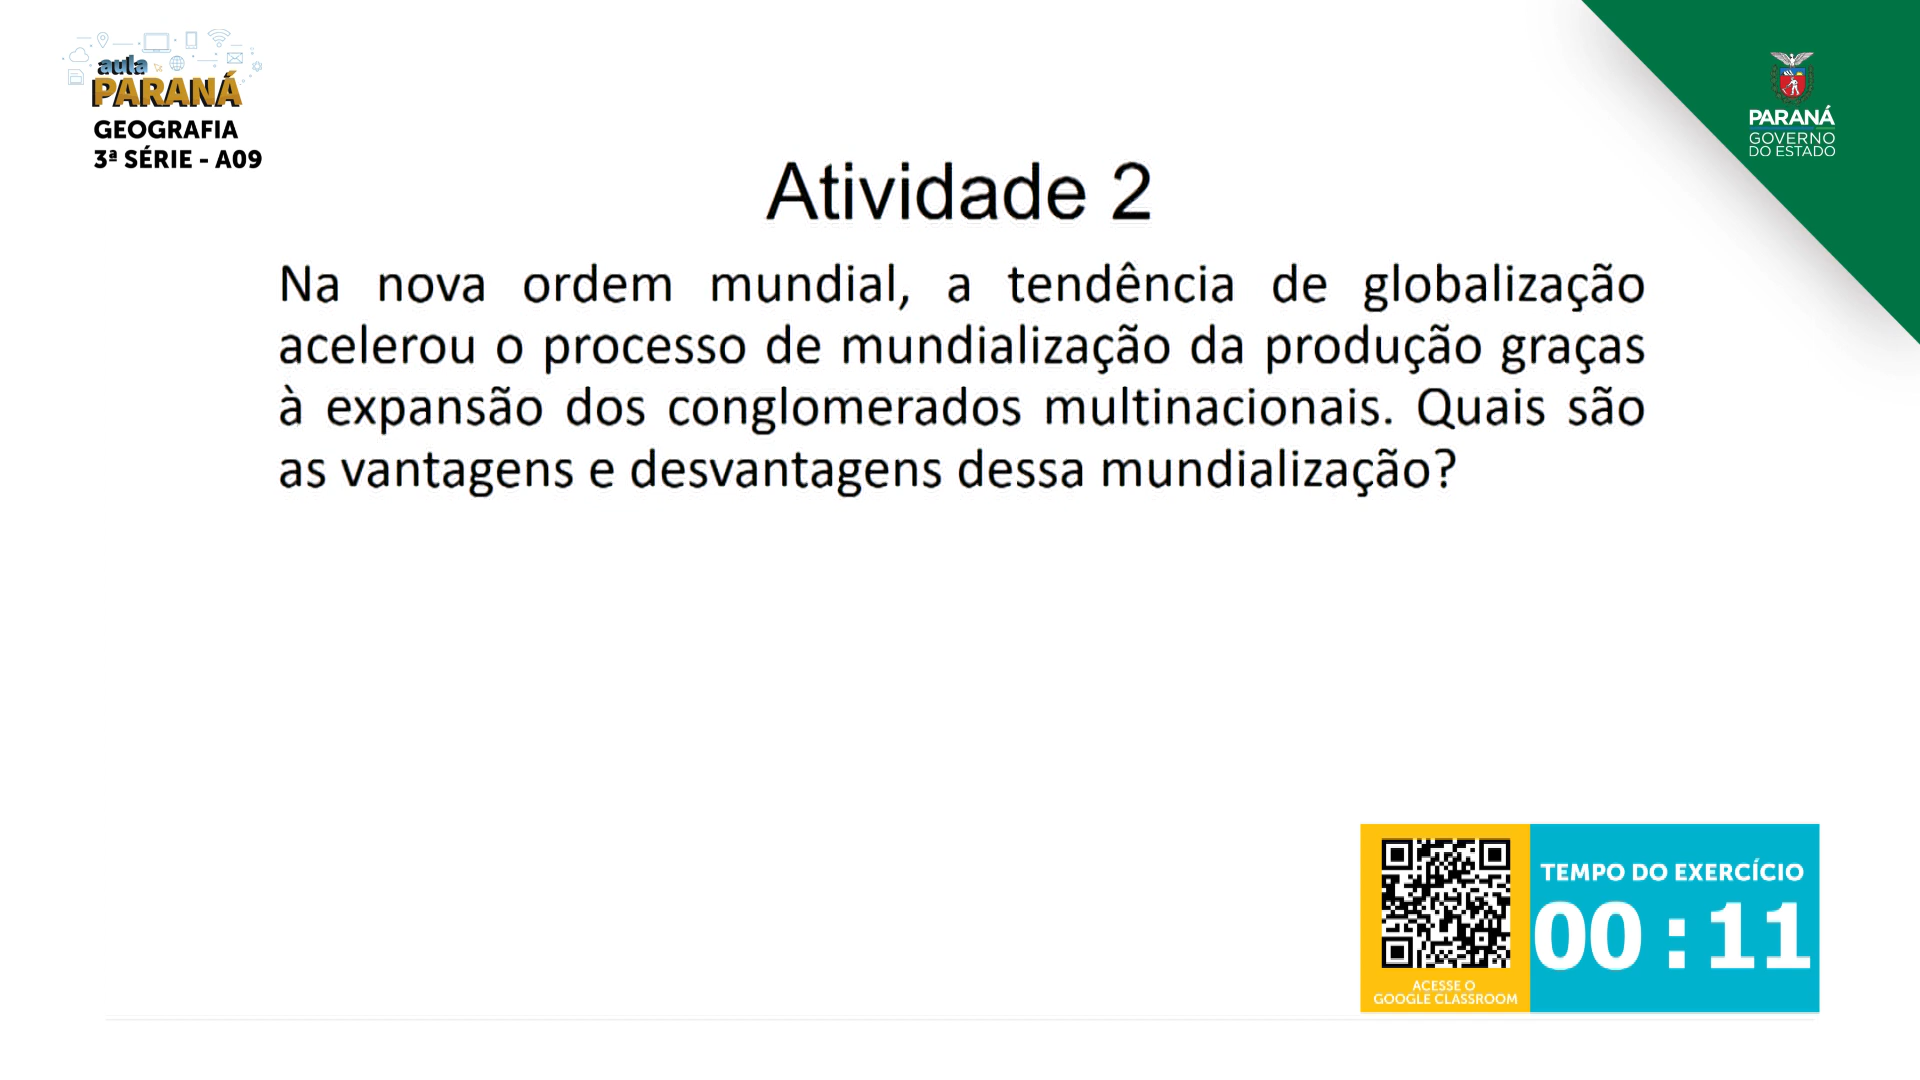 aula
PARANÁ
GEOGRAFIA
3ª SÉRIE - A09
PARANÁ
GOVERNO
DO ESTADO
Atividade 2
Na nova ordem mundial, a tendência de globalização
acelerou o processo de mundialização da produção graças
à expansão dos conglomerados multinacionais. Quais são
as vantagens e desvantagens dessa mundialização?
TEMPO DO EXERCÍCIO
00:11
ACESSE O
GOOGLE CLASSROOM